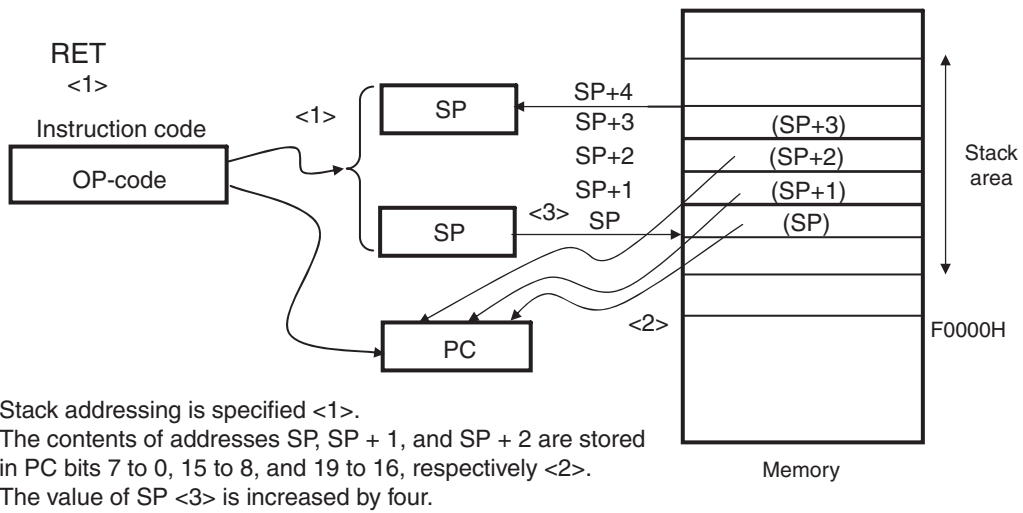 RET
<1>
Instruction code
OP-code
<1>
SP
SP
PC
SP+4
SP+3
SP+2
SP+1
<3>
SP
<2>
(SP+3)
(SP+2)
(SP+1)
(SP)
Stack
area
F0000H
Memory
Stack addressing is specified <1>.
The contents of addresses SP, SP + 1, and SP + 2 are stored
in PC bits 7 to 0, 15 to 8, and 19 to 16, respectively <2>.
The value of SP <3> is increased by four.